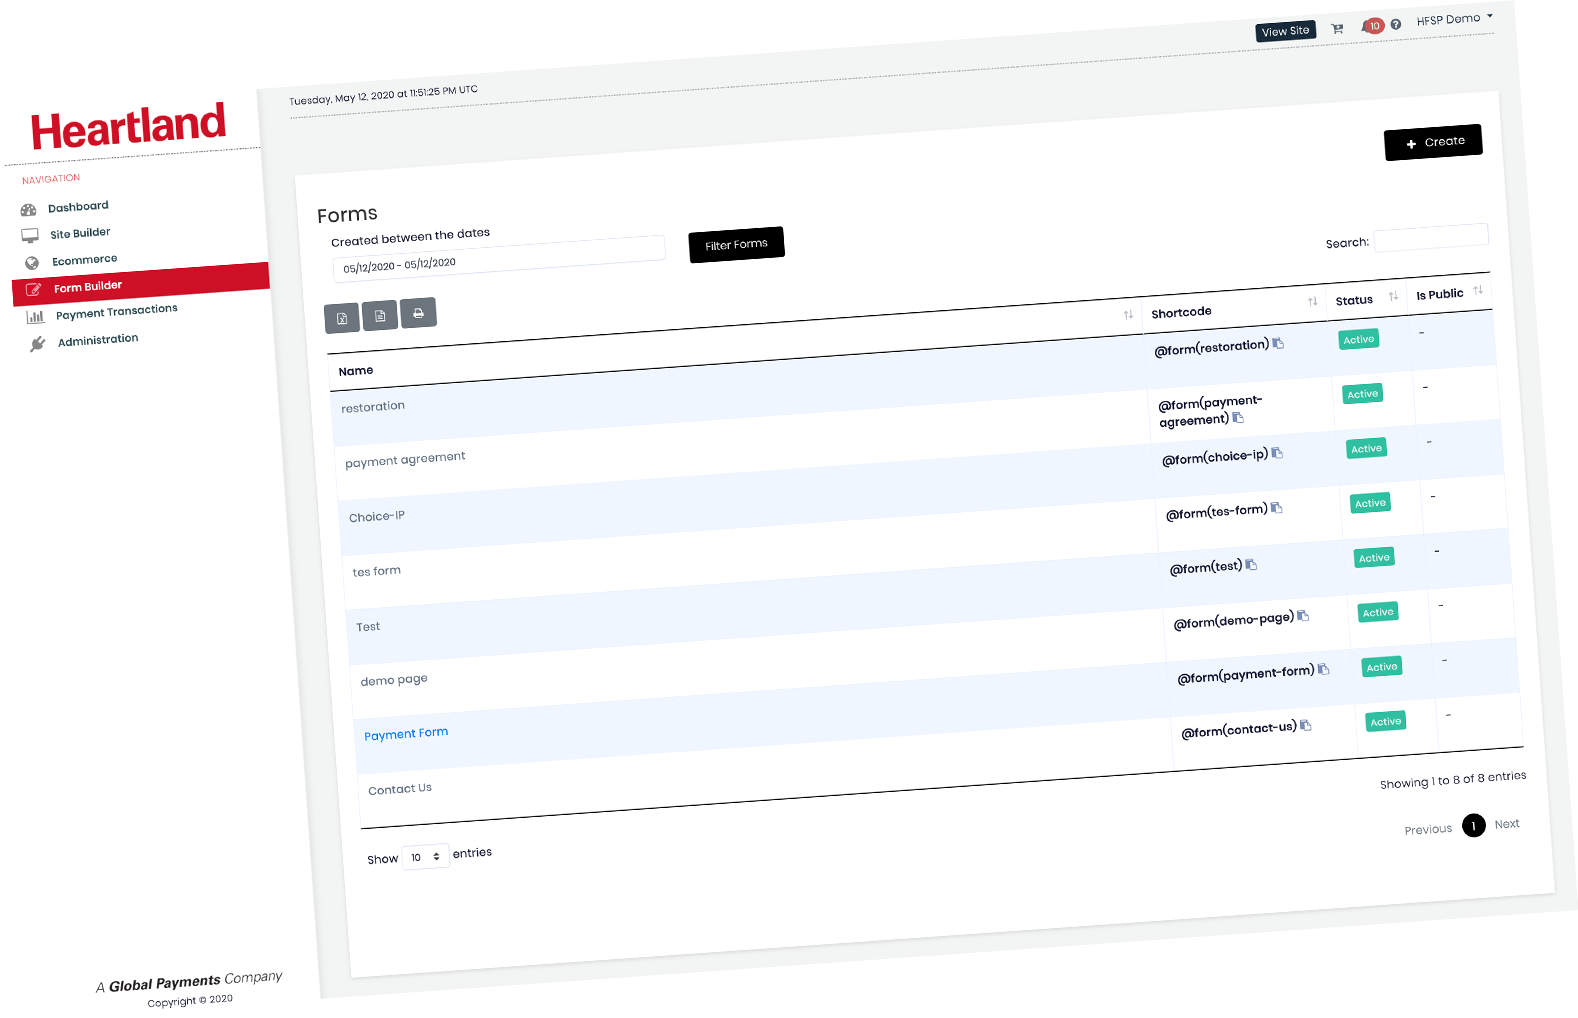 View Site
10
HFSP Demo
Tuesday, May 12, 2020 at 11:51:25 PM UTC
Heartland
NAVIGATION
Dashboard
Site Builder
Ecommerce
Form Builder
Payment Transactions
Administration
+ Create
Forms
Created between the dates
05/12/2020 - 05/12/2020
Filter Forms
Search:
Name Shortcode Status Is Public
restoration @form(restoration) Active -
payment agreement @form(payment-
agreement) Active -
Choice-IP @form(choice-ip) Active -
tes form @form(tes-form) Active -
Test @form(test) Active -
demo page @form(demo-page) Active -
Payment Form @form(payment-form) Active -
Contact Us @form(contact-us) Active -
Showing 1 to 8 of 8 entries
Show 10 entries
Previous 1 Next
A Global Payments Company
Copyright © 2020